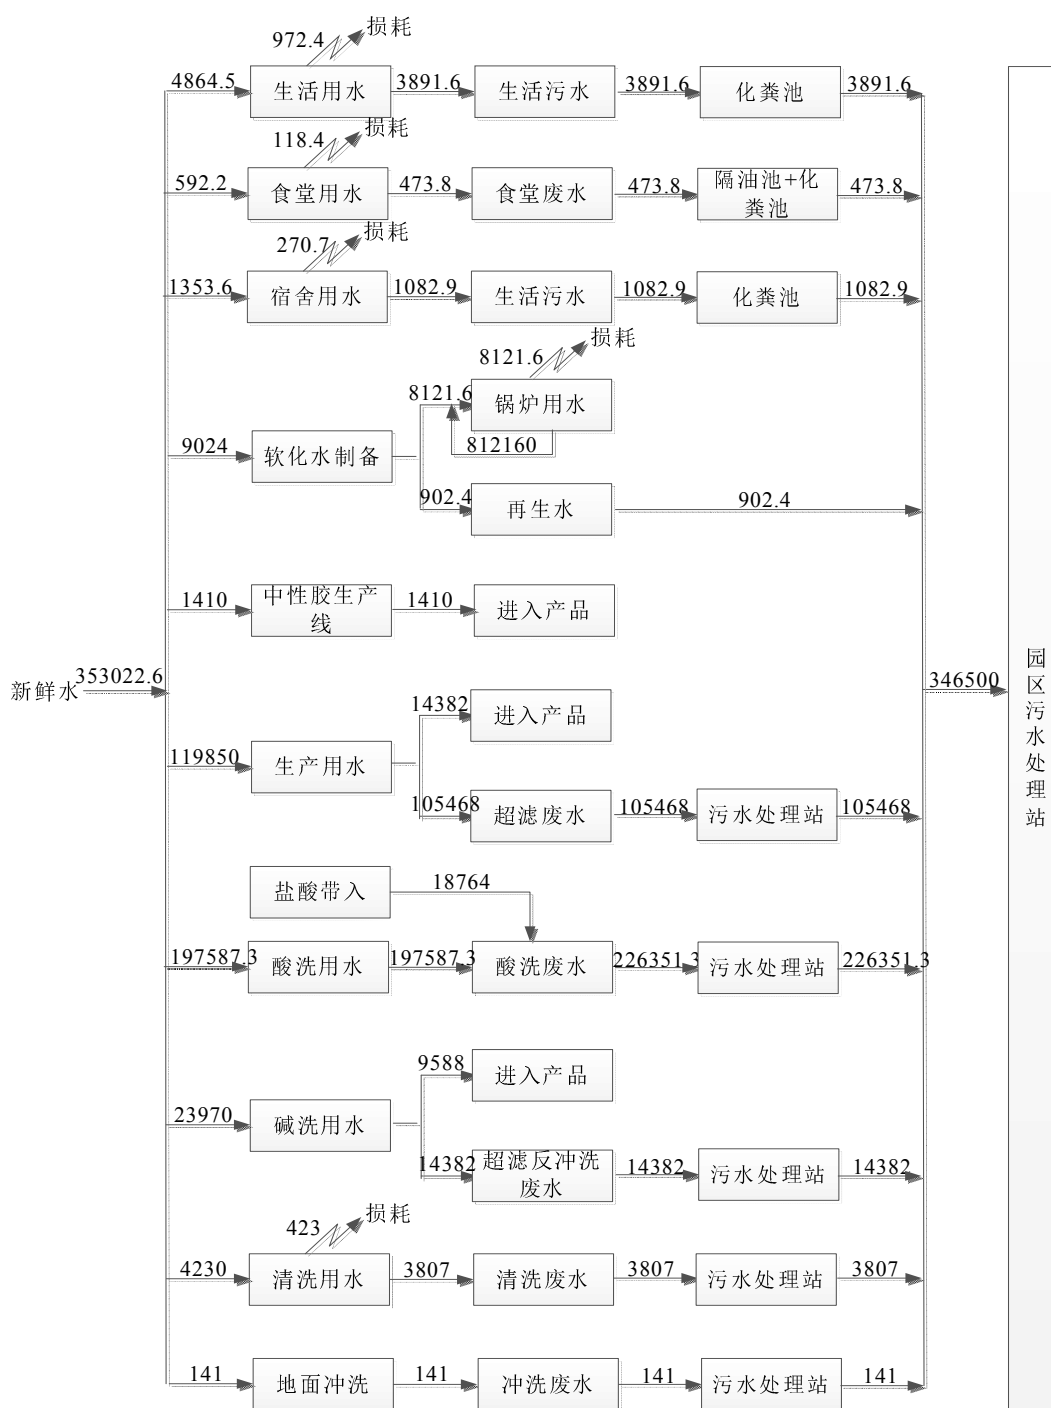 972.4 损耗
4864.5 生活用水 3891.6 生活污水 3891.6 化粪池 3891.6
118.4 损耗
592.2 食堂用水 473.8 食堂废水 473.8 隔油池+化
粪池 473.8
270.7 损耗
1353.6 宿舍用水 1082.9 生活污水 1082.9 化粪池 1082.9
8121.6 损耗
8121.6 锅炉用水
812160
9024 软化水制备
902.4 再生水 902.4
1410 中性胶生产
线 1410 进入产品
新鲜水 353022.6
346500 园区污水处理站
14382 进入产品
119850 生产用水
105468 超滤废水 105468 污水处理站 105468
盐酸带入 18764
197587.3 酸洗用水 197587.3 酸洗废水 226351.3 污水处理站 226351.3
9588 进入产品
23970 碱洗用水
14382 超滤反冲洗
废水 14382 污水处理站 14382
423 损耗
4230 清洗用水 3807 清洗废水 3807 污水处理站 3807
141 地面冲洗 141 冲洗废水 141 污水处理站 141